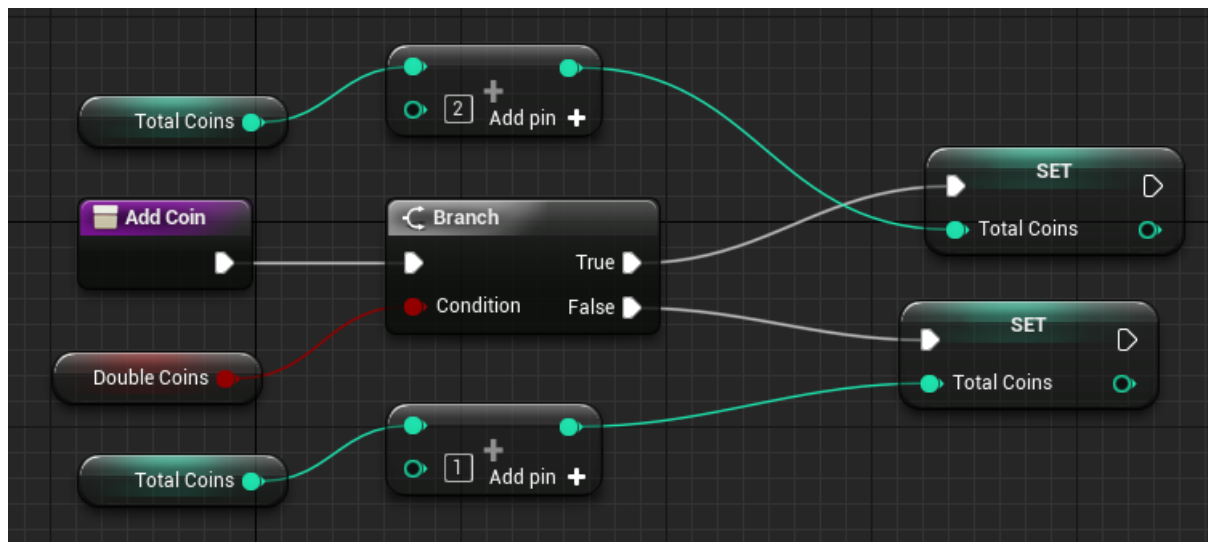 Total Coins
2
Add pin
SET
Total Coins
Add Coin
Branch
True
Condition
False
SET
Total Coins
Double Coins
Total Coins
1
Add pin